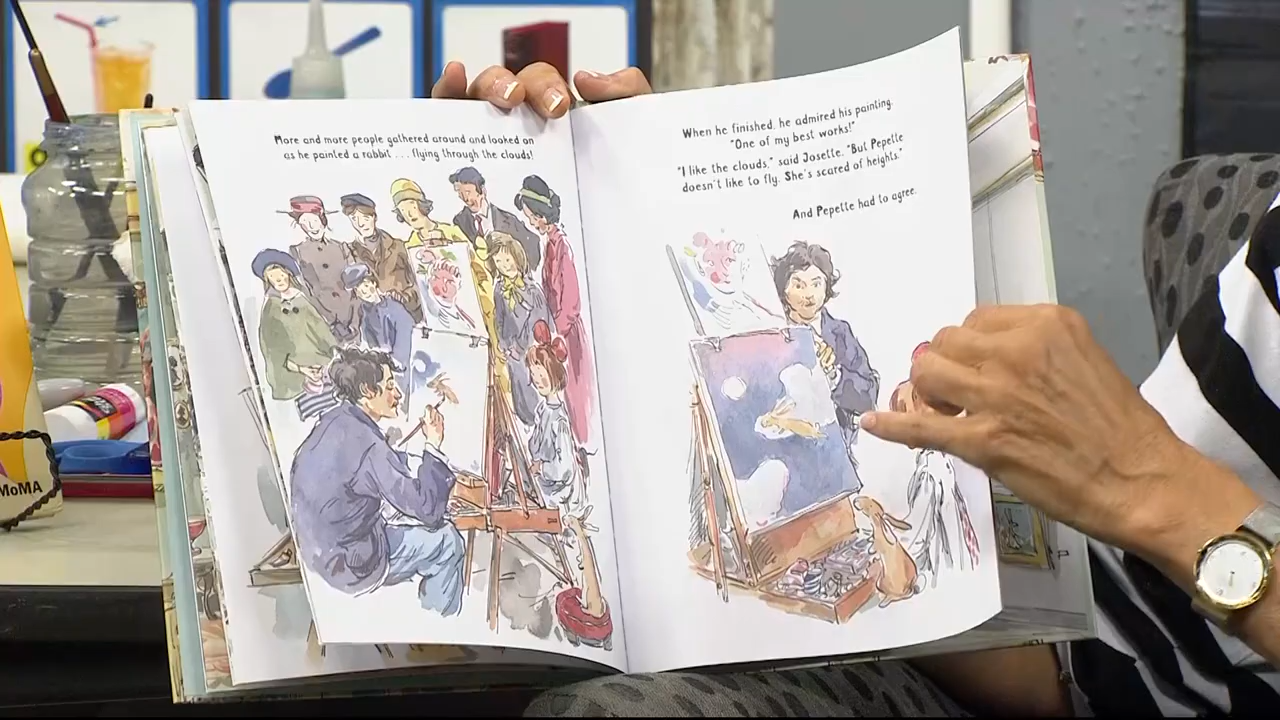 More and more people gathered around and looked on
as he painted a rabbit . . . flying through the clouds!
When he finished, he admired his painting.
"One of my best works!"
"I like the clouds," said Josette. "But Pepette
doesn't like to fly. She's scared of heights."
And Pepette had to agree.
MoMA